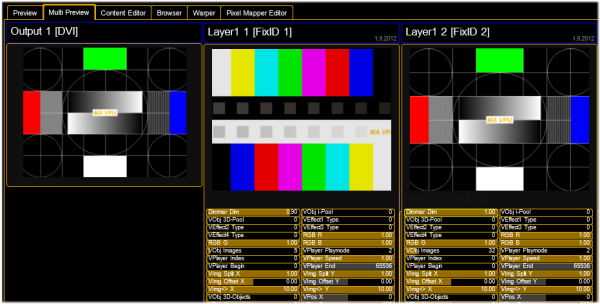 Preview Multi Preview Content Editor Browser Warper Pixel Mapper Editor
Output 1 [DVI]
MA VPU
Layer1 1 [FixID 1]
1.9.2012
MA VPU
Dimmer Dm 0.90 VObj I-Pool 0
VObj 3D-Pool 0 VEffect1 Type 0
VEffect2 Type 0 VEffect3 Type 0
VEffect4 Type 0 RGB R 1.00
RGB G 1.00 RGB B 1.00
VObj Images 0 VPlayer Playmode 2
VPlayer Index 0 VPlayer Speed 1.00
VPlayer Begin 0 VPlayer End 65536
VImg Split X 1.00 VImg Split Y 1.00
VImg Offset X 0.00 VImg Offset Y 0.00
VImg<> X 10.00 VImg<> Y 10.00
VObj 3D-Objects 0 VPos X 0
Layer1 2 [FixID 2]
1.9.2012
MA VPU
Dimmer Dm 1.00 VObj I-Pool 0
VObj 3D-Pool 0 VEffect1 Type 0
VEffect2 Type 0 VEffect3 Type 0
VEffect4 Type 0 RGB R 1.00
RGB G 1.00 RGB B 1.00
VObj Images 32 VPlayer Playmode 2
VPlayer Index 0 VPlayer Speed 1.00
VPlayer Begin 0 VPlayer End 65536
VImg Split X 1.00 VImg Split Y 1.00
VImg Offset X 0.00 VImg Offset Y 0.00
VImg<> X 10.00 VImg<> Y 10.00
VObj 3D-Objects 0 VPos X 0